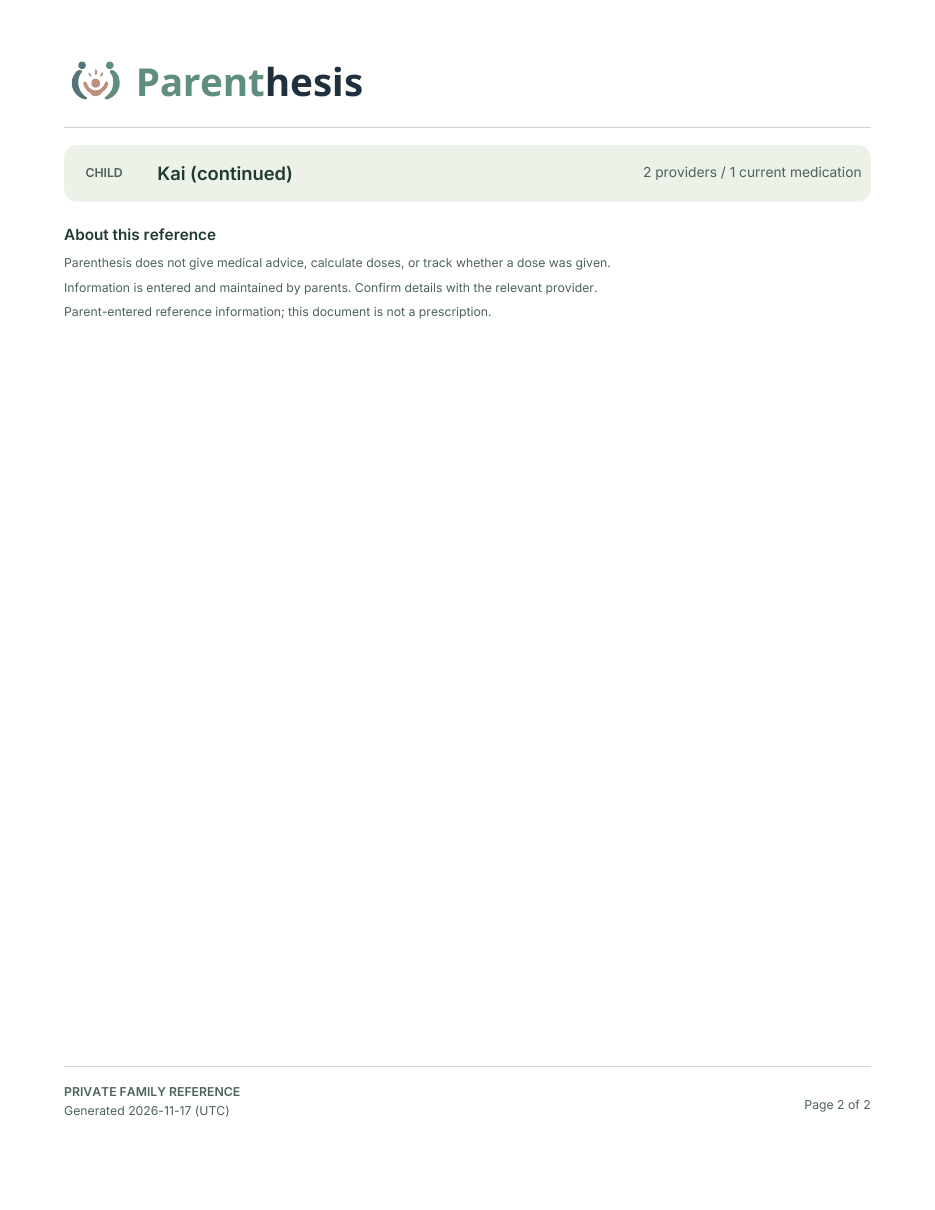 Parenthesis
CHILD Kai (continued) 2 providers / 1 current medication
About this reference
Parenthesis does not give medical advice, calculate doses, or track whether a dose was given.
Information is entered and maintained by parents. Confirm details with the relevant provider.
Parent-entered reference information; this document is not a prescription.
PRIVATE FAMILY REFERENCE
Generated 2026-11-17 (UTC)
Page 2 of 2